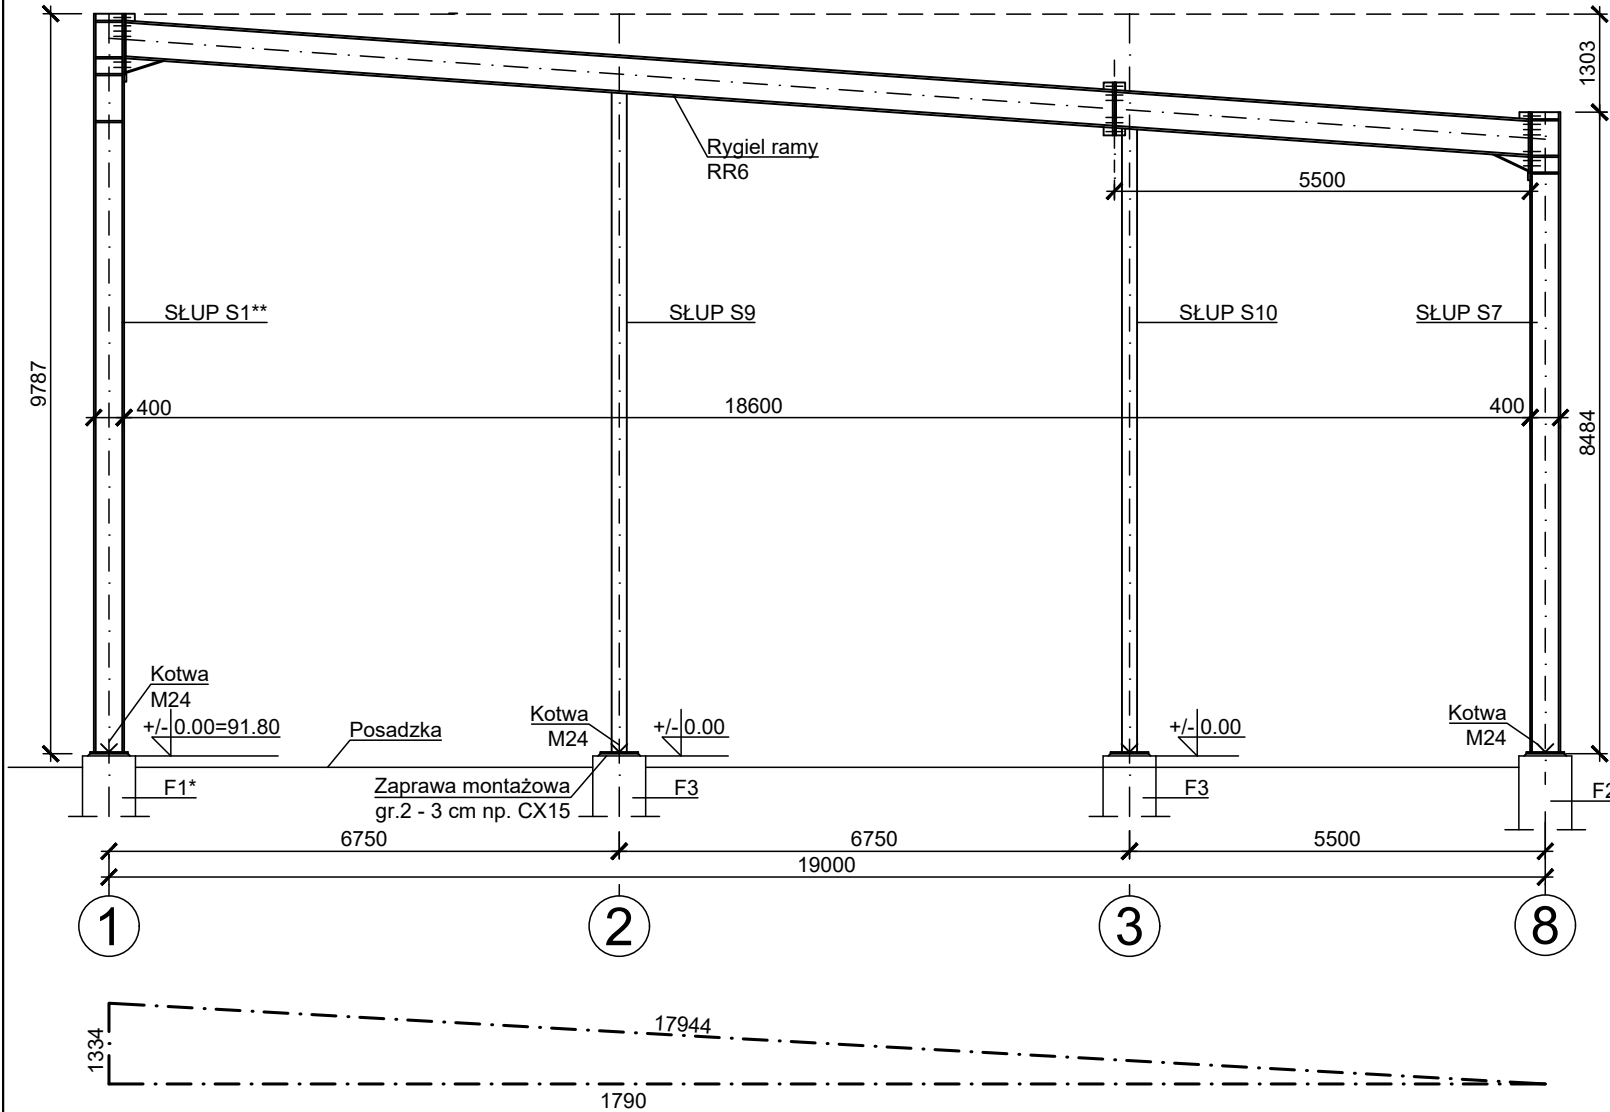 1303
Rygiel ramy
RR6
5500
SŁUP S1**
SŁUP S9
SŁUP S10
SŁUP S7
9787
400
18600
400
8484
Kotwa
M24
+/- 0.00=91.80
Posadzka
Kotwa
M24
+/- 0.00
+/- 0.00
Kotwa
M24
F1*
Zaprawa montażowa
gr.2 - 3 cm np. CX15
F3
F3
F2
6750
6750
5500
19000
1
2
3
8
1334
17944
1790